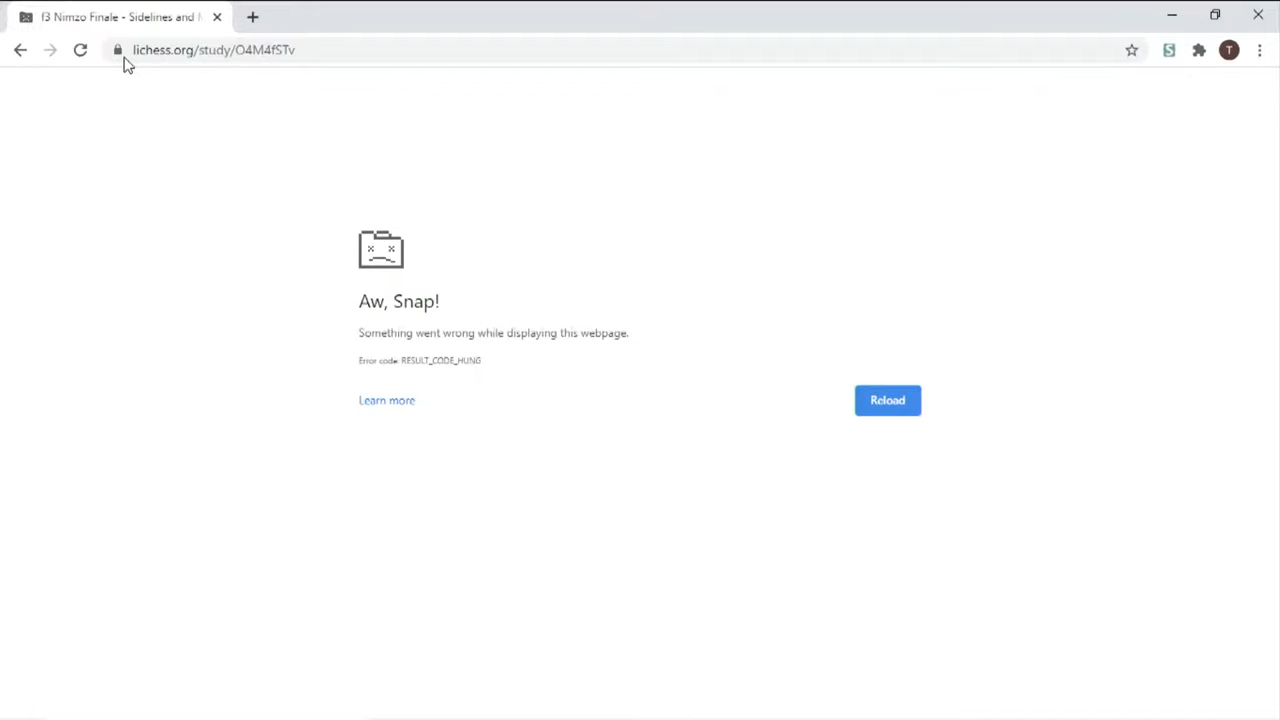 f3 Nimzo Finale - Sidelines and
lichess.org/study/O4M4fSTv
T
Aw, Snap!
Something went wrong while displaying this webpage.
Error code: RESULT_CODE_HUNG
Learn more
Reload